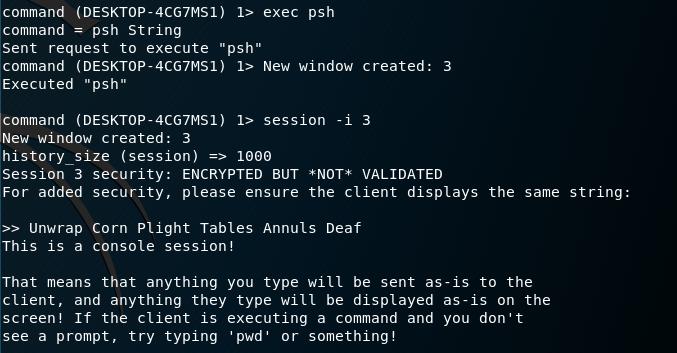 command (DESKTOP-4CG7MS1) 1> exec psh
command = psh String
Sent request to execute "psh"
command (DESKTOP-4CG7MS1) 1> New window created: 3
Executed "psh"
command (DESKTOP-4CG7MS1) 1> session -i 3
New window created: 3
history_size (session) => 1000
Session 3 security: ENCRYPTED BUT *NOT* VALIDATED
For added security, please ensure the client displays the same string:
>> Unwrap Corn Plight Tables Annuls Deaf
This is a console session!
That means that anything you type will be sent as-is to the
client, and anything they type will be displayed as-is on the
screen! If the client is executing a command and you don't
see a prompt, try typing 'pwd' or something!